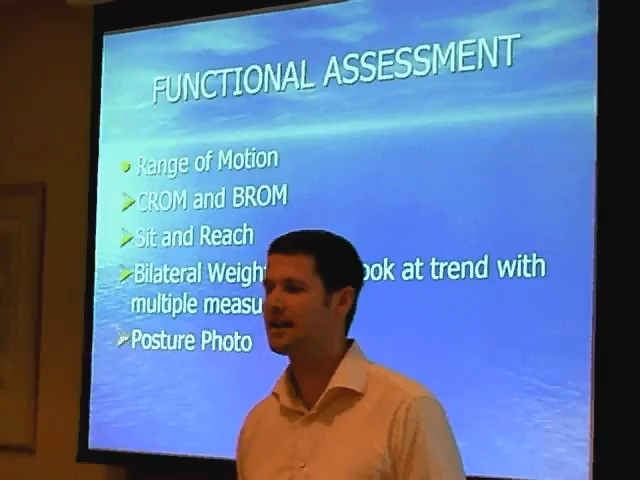 FUNCTIONAL ASSESSMENT
Range of Motion
CROM and BROM
Sit and Reach
Bilateral at trend with
multiple
Posture Photo